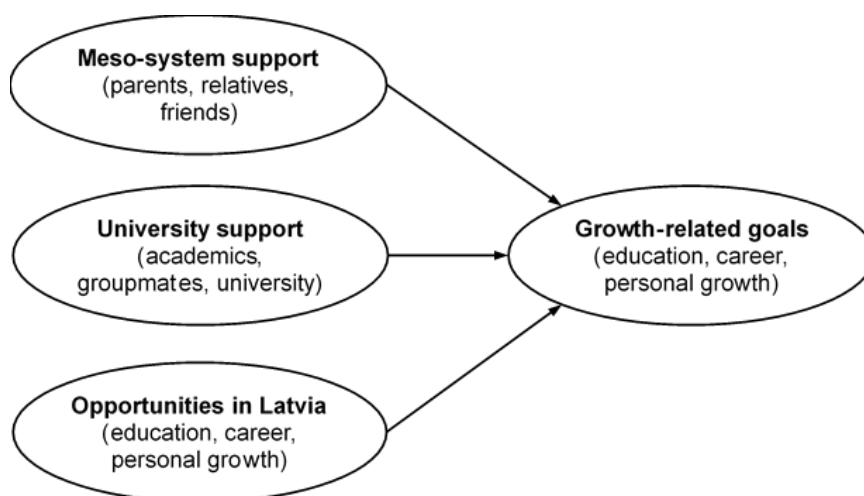 Meso-system support
(parents, relatives,
friends)
University support
(academics,
groupmates, university)
Growth-related goals
(education, career,
personal growth)
Opportunities in Latvia
(education, career,
personal growth)